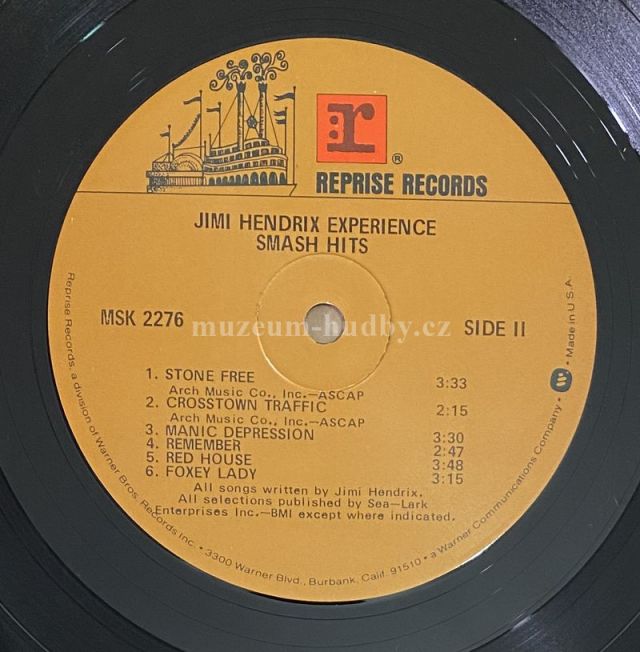 r
®
REPRISE RECORDS
JIMI HENDRIX EXPERIENCE
SMASH HITS
MSK 2276
muzeum-hudby.cz
SIDE II
1. STONE FREE 3:33
Arch Music Co., Inc.—ASCAP
2. CROSSTOWN TRAFFIC 2:15
Arch Music Co., Inc.—ASCAP
3. MANIC DEPRESSION 3:30
4. REMEMBER 2:47
5. RED HOUSE 3:48
6. FOXEY LADY 3:15
All songs written by Jimi Hendrix.
All selections published by Sea—Lark
Enterprises Inc.—BMI except where indicated.
Reprise Records, a division of Warner Bros. Records Inc. • 3300 Warner Blvd., Burbank, Calif. 91510 • a Warner Communications Company • Made in U.S.A.